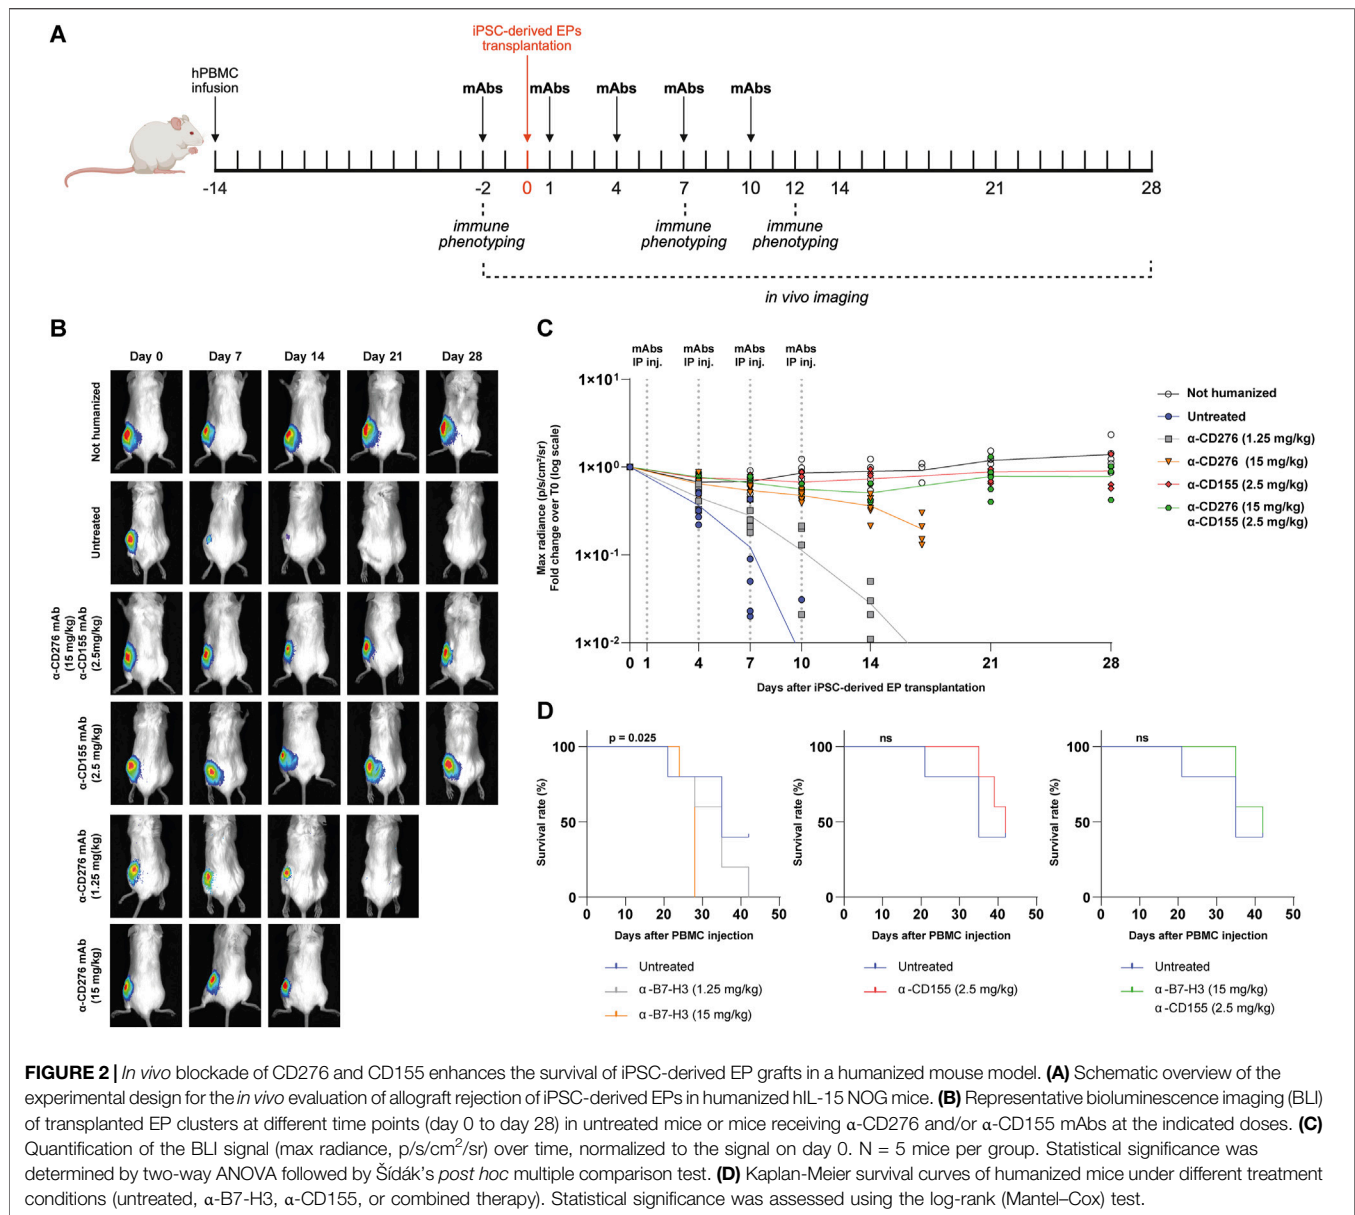 A
iPSC-derived EPs
transplantation
hPBMC
infusion
mAbs mAbs mAbs mAbs mAbs
-14 -2 0 1 4 7 10 12 14 21 28
immune
phenotyping
immune
phenotyping
immune
phenotyping
in vivo imaging
B
Day 0 Day 7 Day 14 Day 21 Day 28
Not humanized
Untreated
α-CD276 mAb
(15 mg/kg)
α-CD155 mAb
(2.5mg/kg)
α-CD155 mAb
(2.5 mg/kg)
α-CD276 mAb
(1.25 mg(kg)
α-CD276 mAb
(15 mg/kg)
C
mAbs
IP inj.
mAbs
IP inj.
mAbs
IP inj.
mAbs
IP inj.
Max radiance (p/s/cm²/sr)
Fold change over T0 (log scale)
1×10¹
1×10⁰
1×10⁻¹
1×10⁻²
0 1 4 7 10 14 21 28
Days after iPSC-derived EP transplantation
Not humanized
Untreated
α-CD276 (1.25 mg/kg)
α-CD276 (15 mg/kg)
α-CD155 (2.5 mg/kg)
α-CD276 (15 mg/kg)
α-CD155 (2.5 mg/kg)
D
p = 0.025
Survival rate (%)
100
50
0
0 10 20 30 40 50
Days after PBMC injection
Untreated
α-B7-H3 (1.25 mg/kg)
α-B7-H3 (15 mg/kg)
ns
Survival rate (%)
100
50
0
0 10 20 30 40 50
Days after PBMC injection
Untreated
α-CD155 (2.5 mg/kg)
ns
Survival rate (%)
100
50
0
0 10 20 30 40 50
Days after PBMC injection
Untreated
α-B7-H3 (15 mg/kg)
α-CD155 (2.5 mg/kg)
FIGURE 2 | In vivo blockade of CD276 and CD155 enhances the survival of iPSC-derived EP grafts in a humanized mouse model. (A) Schematic overview of the
experimental design for the in vivo evaluation of allograft rejection of iPSC-derived EPs in humanized hIL-15 NOG mice. (B) Representative bioluminescence imaging (BLI)
of transplanted EP clusters at different time points (day 0 to day 28) in untreated mice or mice receiving α-CD276 and/or α-CD155 mAbs at the indicated doses. (C)
Quantification of the BLI signal (max radiance, p/s/cm²/sr) over time, normalized to the signal on day 0. N = 5 mice per group. Statistical significance was
determined by two-way ANOVA followed by Šídák's post hoc multiple comparison test. (D) Kaplan-Meier survival curves of humanized mice under different treatment
conditions (untreated, α-B7-H3, α-CD155, or combined therapy). Statistical significance was assessed using the log-rank (Mantel–Cox) test.